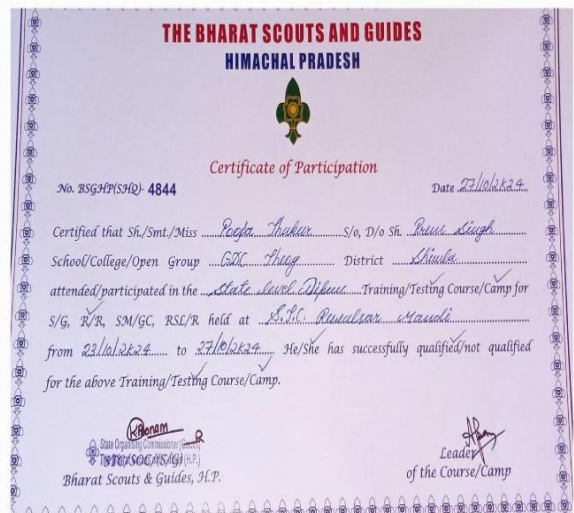 THE BHARAT SCOUTS AND GUIDES
HIMACHAL PRADESH
Certificate of Participation
No. BSGHP(SHQ)- 4844 Date 27/10/2k24
Certified that Sh./Smt./Miss Pooja Thakur S/o, D/o Sh. Prem Singh
School/College/Open Group GDC Theog District Shimla
attended/participated in the State level Training/Testing Course/Camp for
S/G, R/R, SM/GC, RSL/R held at S.T.C. Rewalsar Mandi
from 23/10/2k24 to 27/10/2k24 He/She has successfully qualified/not qualified
for the above Training/Testing Course/Camp.
State Organising Commissioner
STC/SOC/(S/G)
Bharat Scouts & Guides, H.P.
Leader
of the Course/Camp